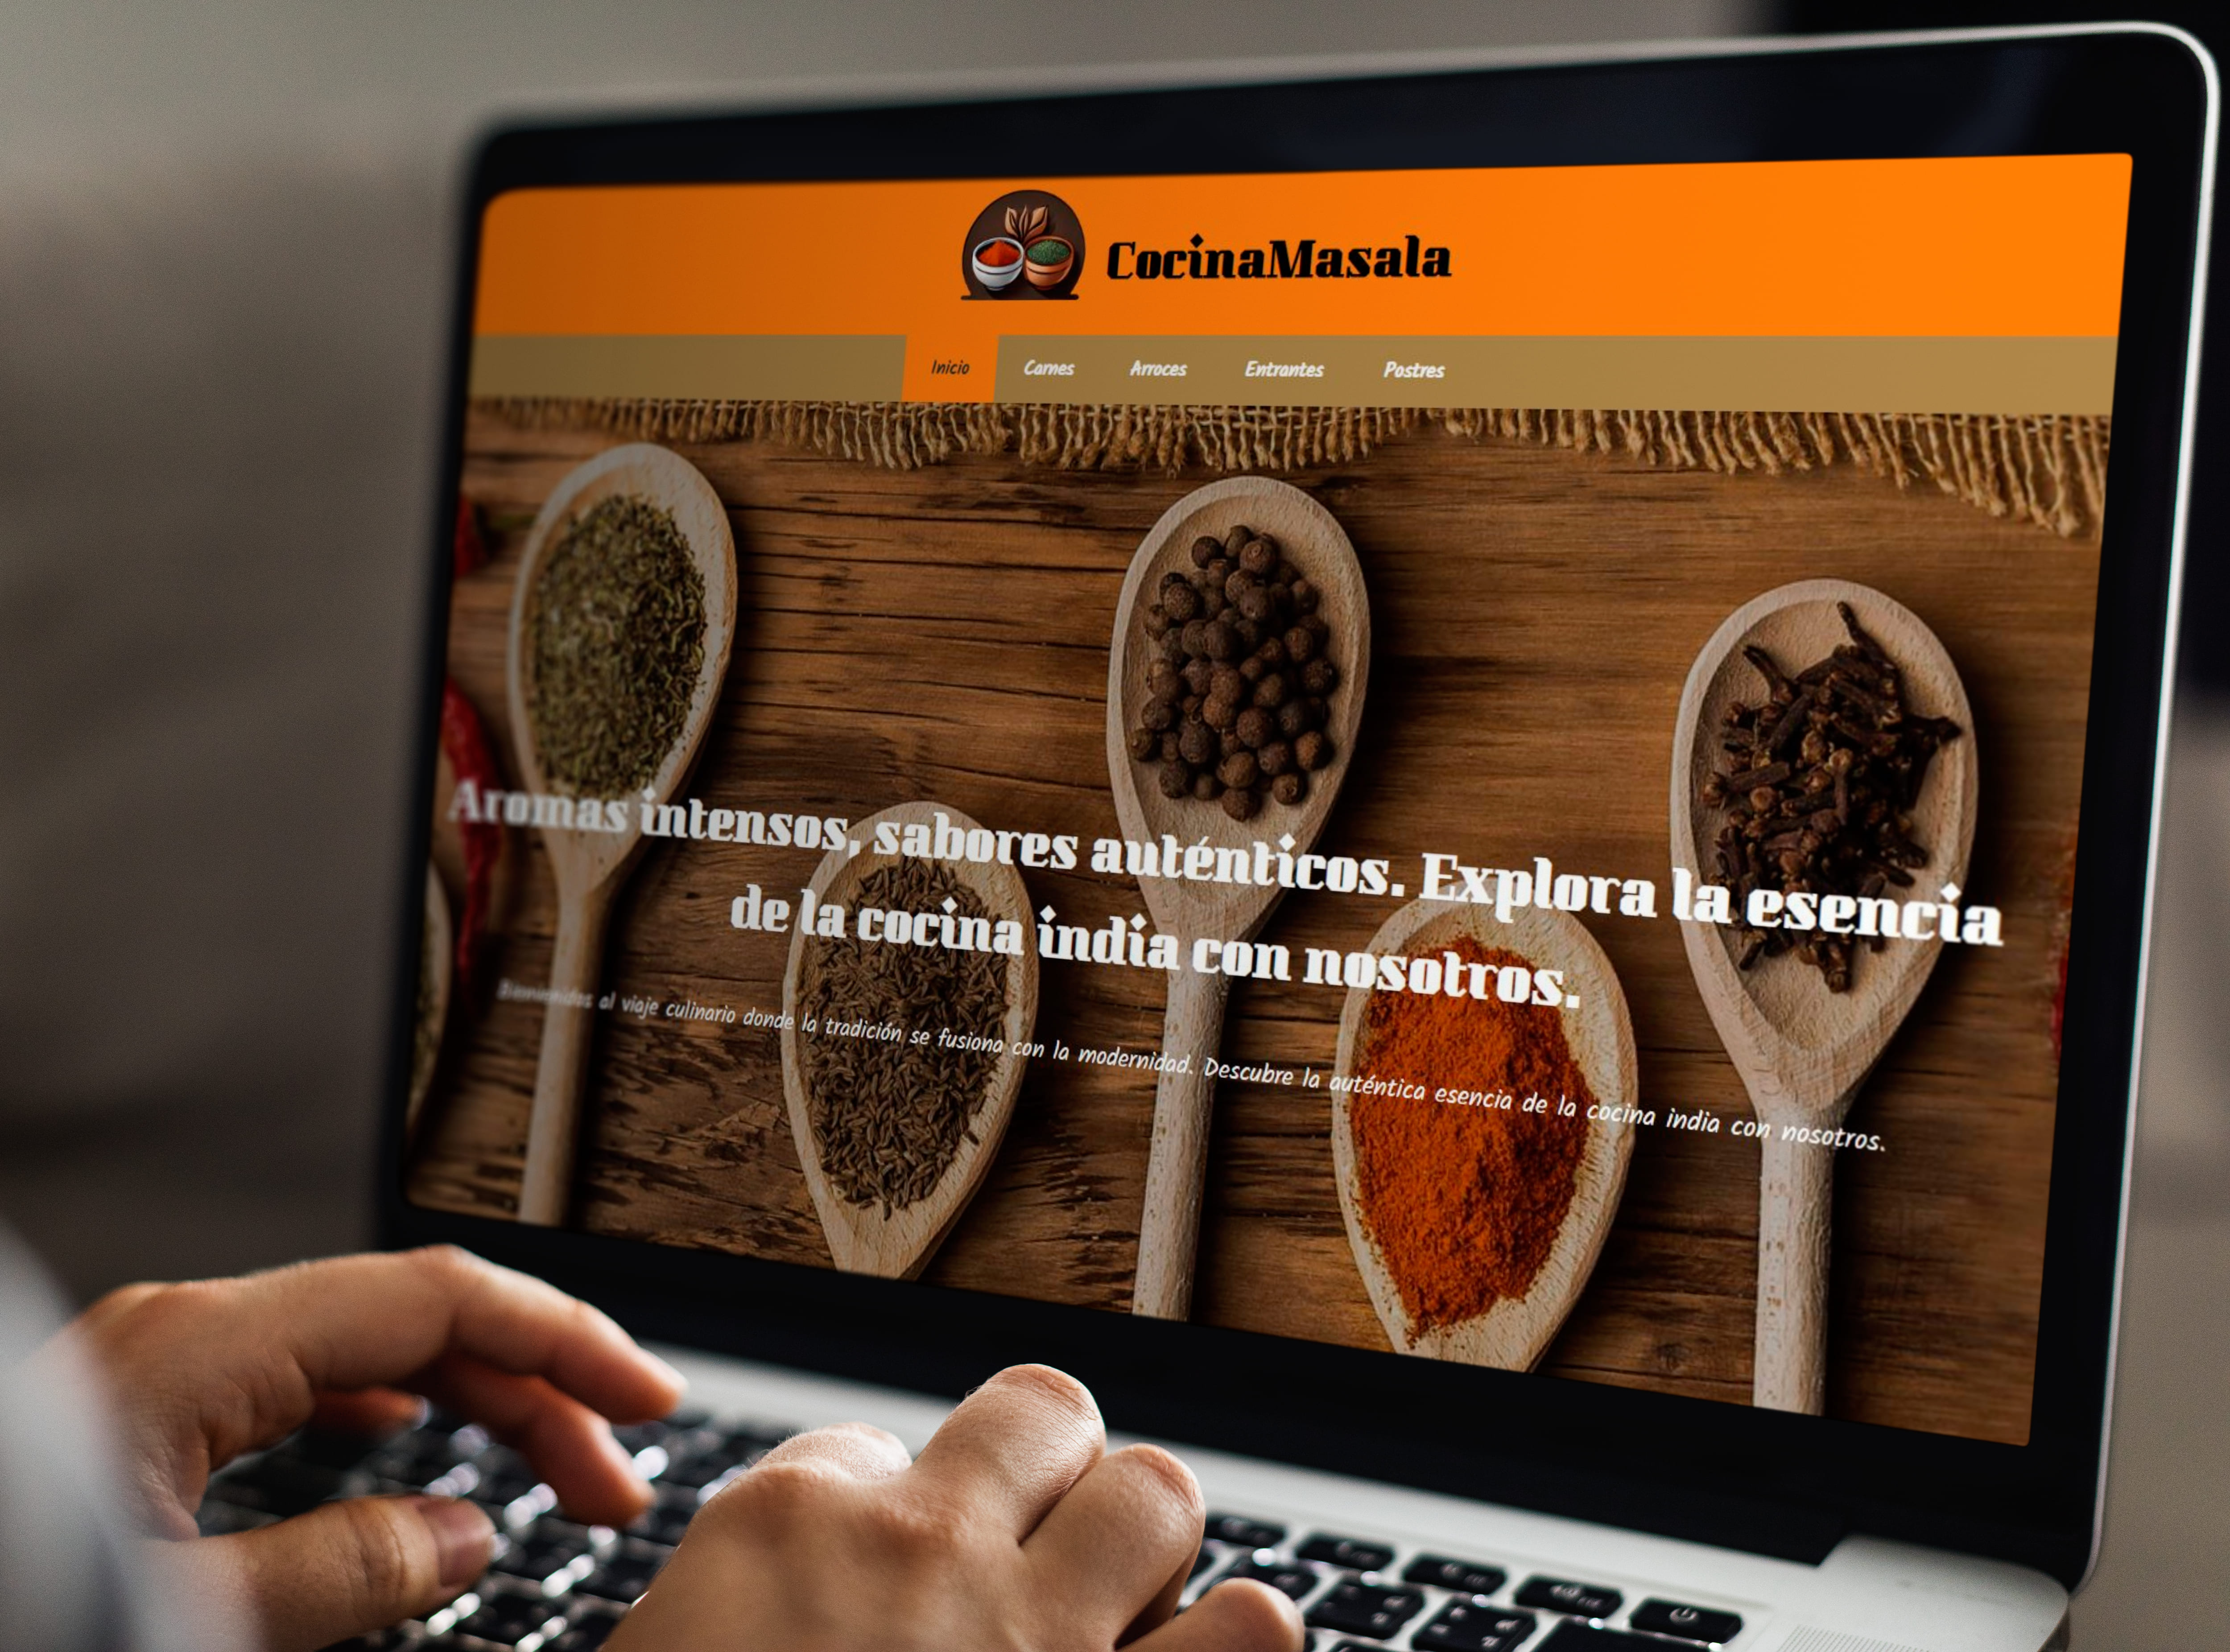 CocinaMasala
Inicio Carnes Arroces Entrantes Postres
Aromas intensos, sabores auténticos. Explora la esencia
de la cocina india con nosotros.
Bienvenidos al viaje culinario donde la tradición se fusiona con la modernidad. Descubre la auténtica esencia de la cocina india con nosotros.